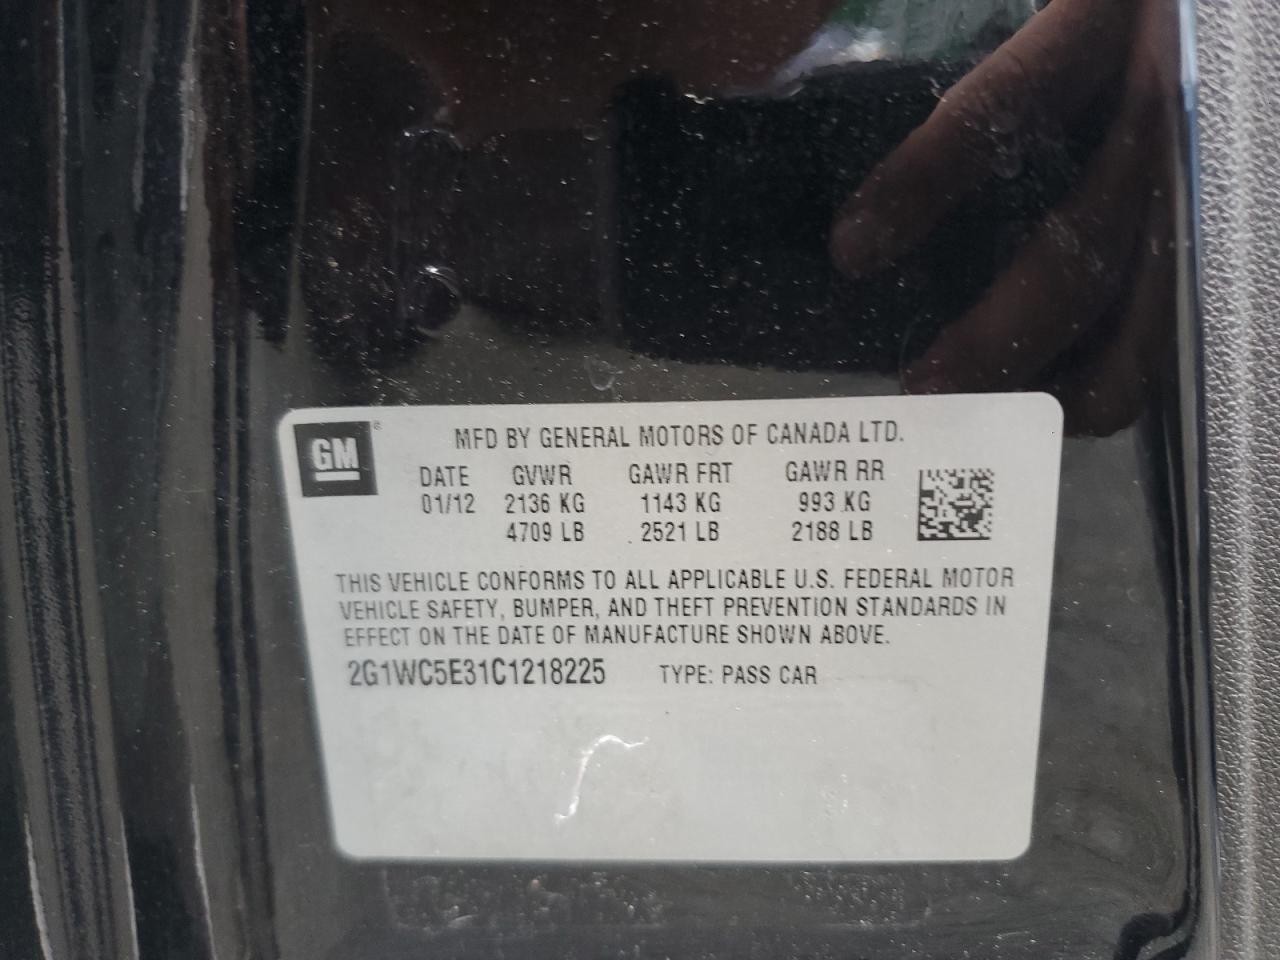 GM®
MFD BY GENERAL MOTORS OF CANADA LTD.
DATE GVWR GAWR FRT GAWR RR
01/12 2136 KG 1143 KG 993 KG
4709 LB 2521 LB 2188 LB
THIS VEHICLE CONFORMS TO ALL APPLICABLE U.S. FEDERAL MOTOR
VEHICLE SAFETY, BUMPER, AND THEFT PREVENTION STANDARDS IN
EFFECT ON THE DATE OF MANUFACTURE SHOWN ABOVE.
2G1WC5E31C1218225 TYPE: PASS CAR